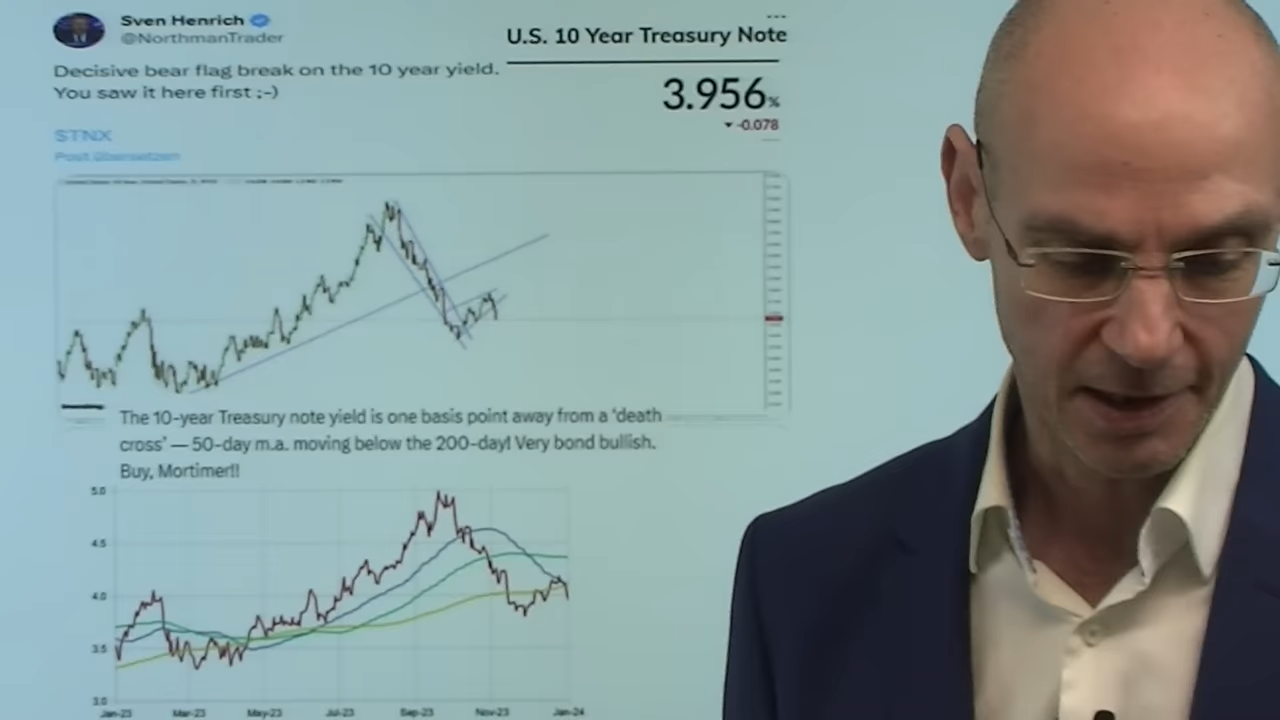 Sven Henrich
@NorthmanTrader
Decisive bear flag break on the 10 year yield.
You saw it here first ;-)
$TNX
Post übersetzen
U.S. 10 Year Treasury Note
3.956%
▼ -0.078
The 10-year Treasury note yield is one basis point away from a ‘death
cross’ — 50-day m.a. moving below the 200-day! Very bond bullish.
Buy, Mortimer!!
5.0
4.5
4.0
3.5
3.0
Jan-23 Mar-23 May-23 Jul-23 Sep-23 Nov-23 Jan-24